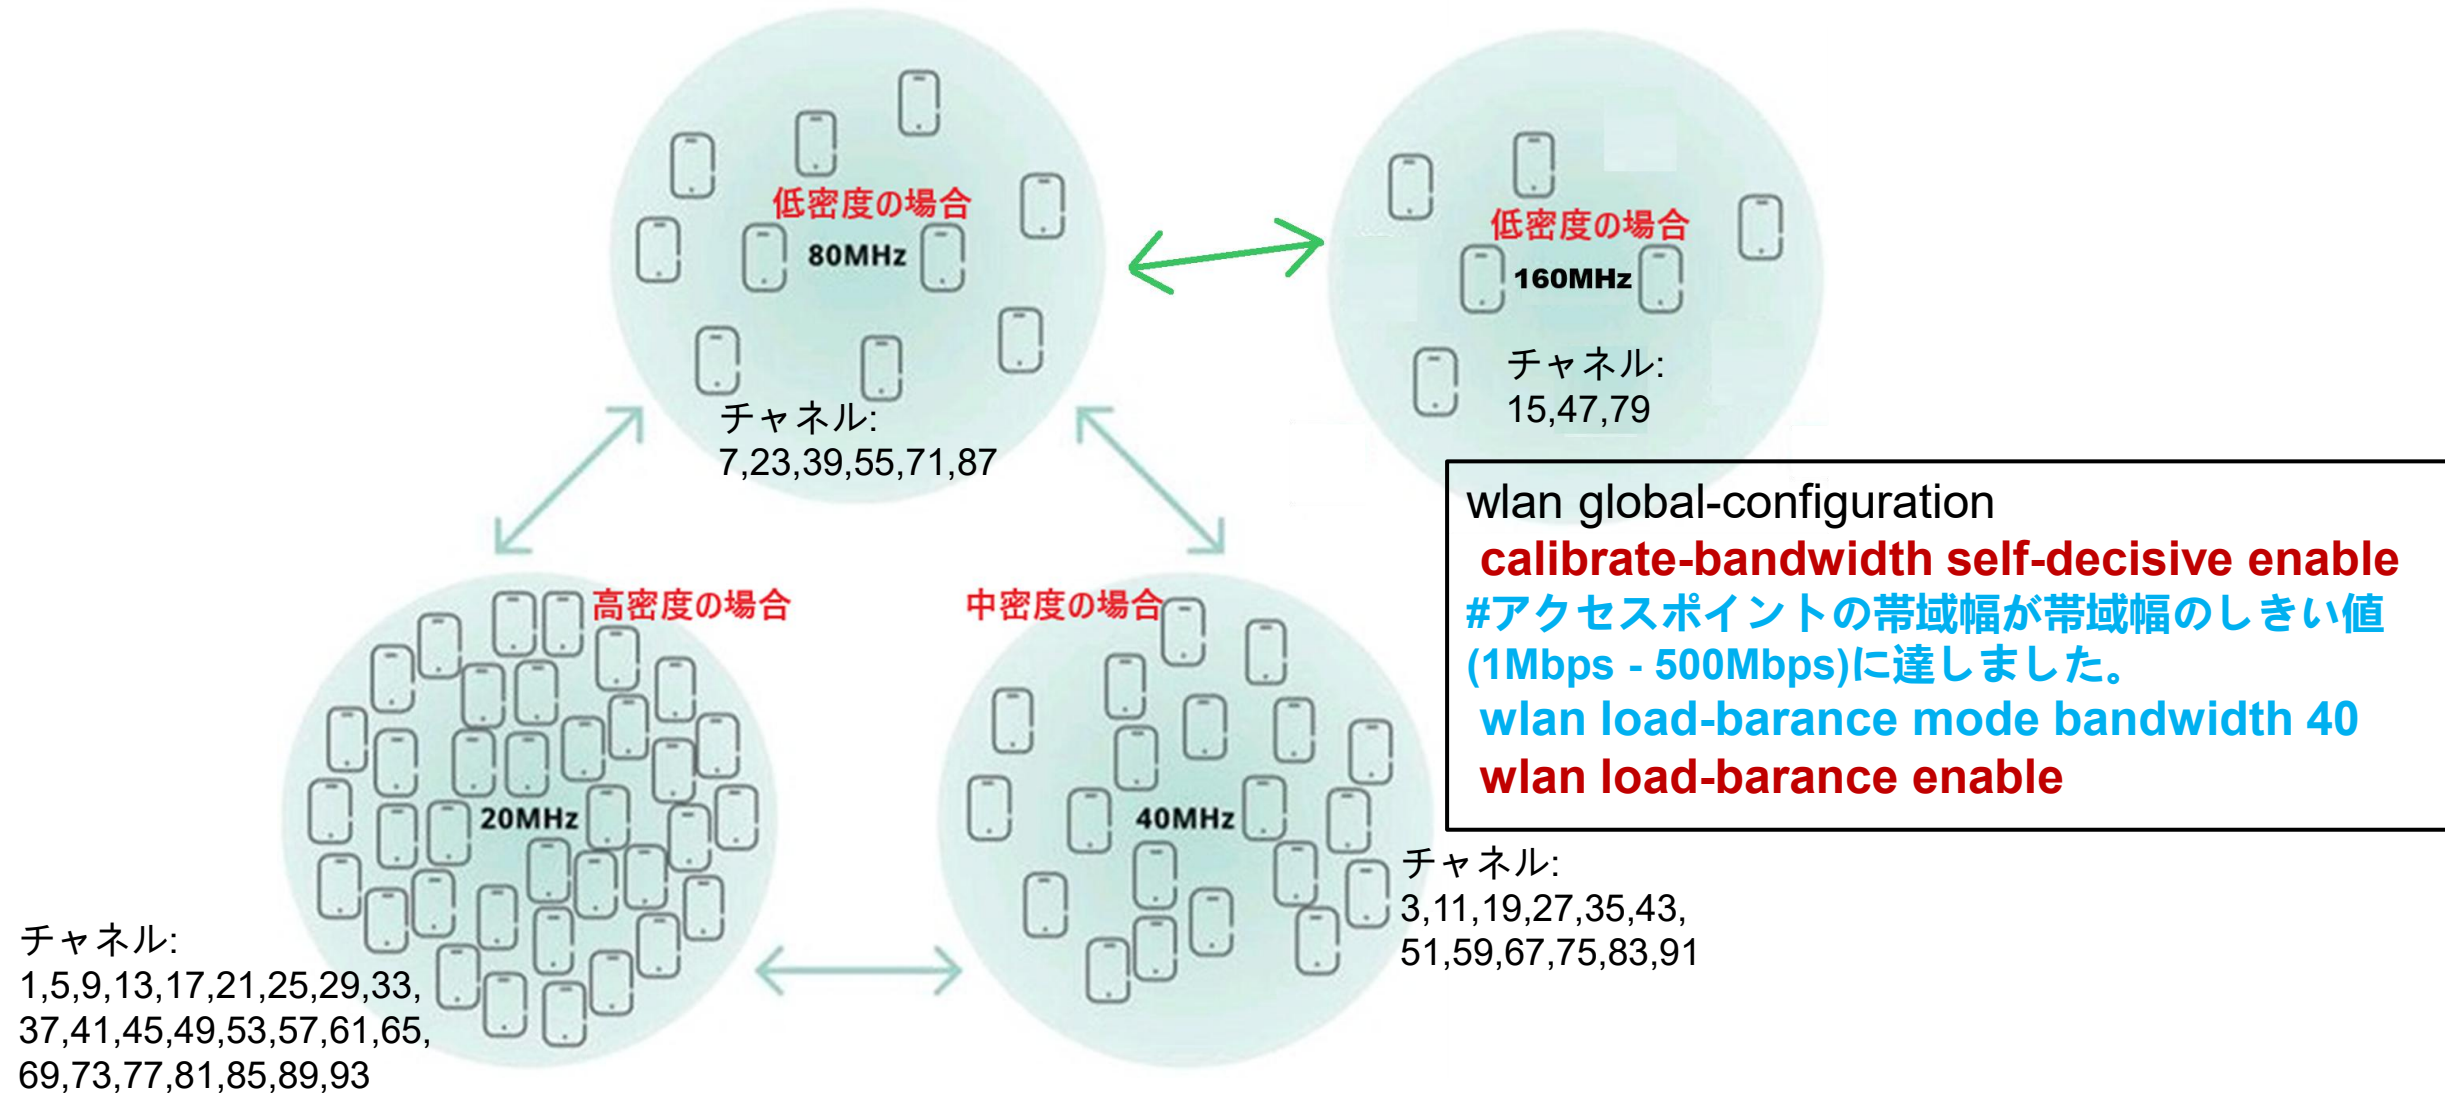 低密度の場合
80MHz
チャネル:
7,23,39,55,71,87
低密度の場合
160MHz
チャネル:
15,47,79
wlan global-configuration
calibrate-bandwidth self-decisive enable
#アクセスポイントの帯域幅が帯域幅のしきい値
(1Mbps - 500Mbps)に達しました。
wlan load-barance mode bandwidth 40
wlan load-barance enable
高密度の場合
20MHz
チャネル:
1,5,9,13,17,21,25,29,33,
37,41,45,49,53,57,61,65,
69,73,77,81,85,89,93
中密度の場合
40MHz
チャネル:
3,11,19,27,35,43,
51,59,67,75,83,91